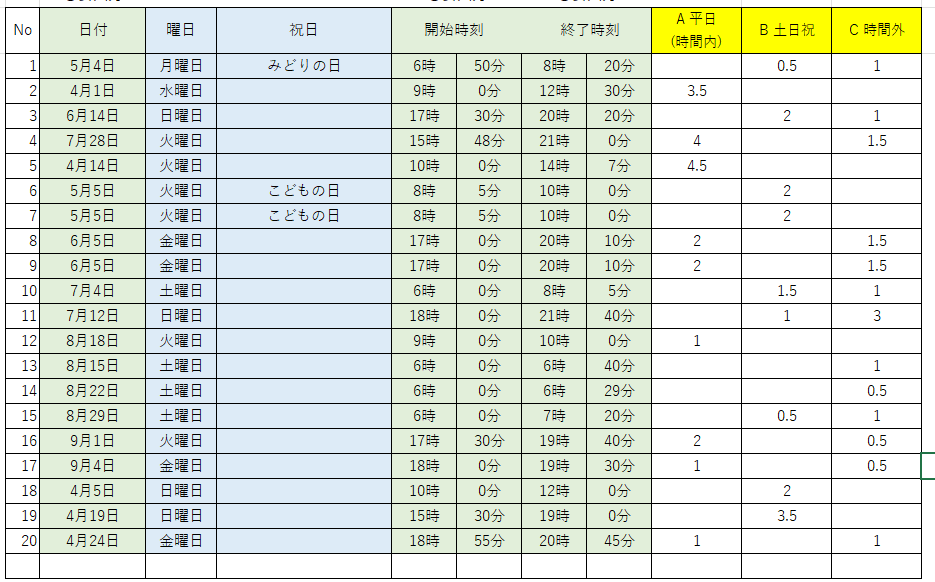 No 日付 曜日 祝日 開始時刻 終了時刻 A 平日 (時間内) B 土日祝 C 時間外
1 5月4日 月曜日 みどりの日 6時 50分 8時 20分 0.5 1
2 4月1日 水曜日 9時 0分 12時 30分 3.5
3 6月14日 日曜日 17時 30分 20時 20分 2 1
4 7月28日 火曜日 15時 48分 21時 0分 4 1.5
5 4月14日 火曜日 10時 0分 14時 7分 4.5
6 5月5日 火曜日 こどもの日 8時 5分 10時 0分 2
7 5月5日 火曜日 こどもの日 8時 5分 10時 0分 2
8 6月5日 金曜日 17時 0分 20時 10分 2 1.5
9 6月5日 金曜日 17時 0分 20時 10分 2 1.5
10 7月4日 土曜日 6時 0分 8時 5分 1.5 1
11 7月12日 日曜日 18時 0分 21時 40分 1 3
12 8月18日 火曜日 9時 0分 10時 0分 1
13 8月15日 土曜日 6時 0分 6時 40分 1
14 8月22日 土曜日 6時 0分 6時 29分 0.5
15 8月29日 土曜日 6時 0分 7時 20分 0.5 1
16 9月1日 火曜日 17時 30分 19時 40分 2 0.5
17 9月4日 金曜日 18時 0分 19時 30分 1 0.5
18 4月5日 日曜日 10時 0分 12時 0分 2
19 4月19日 日曜日 15時 30分 19時 0分 3.5
20 4月24日 金曜日 18時 55分 20時 45分 1 1